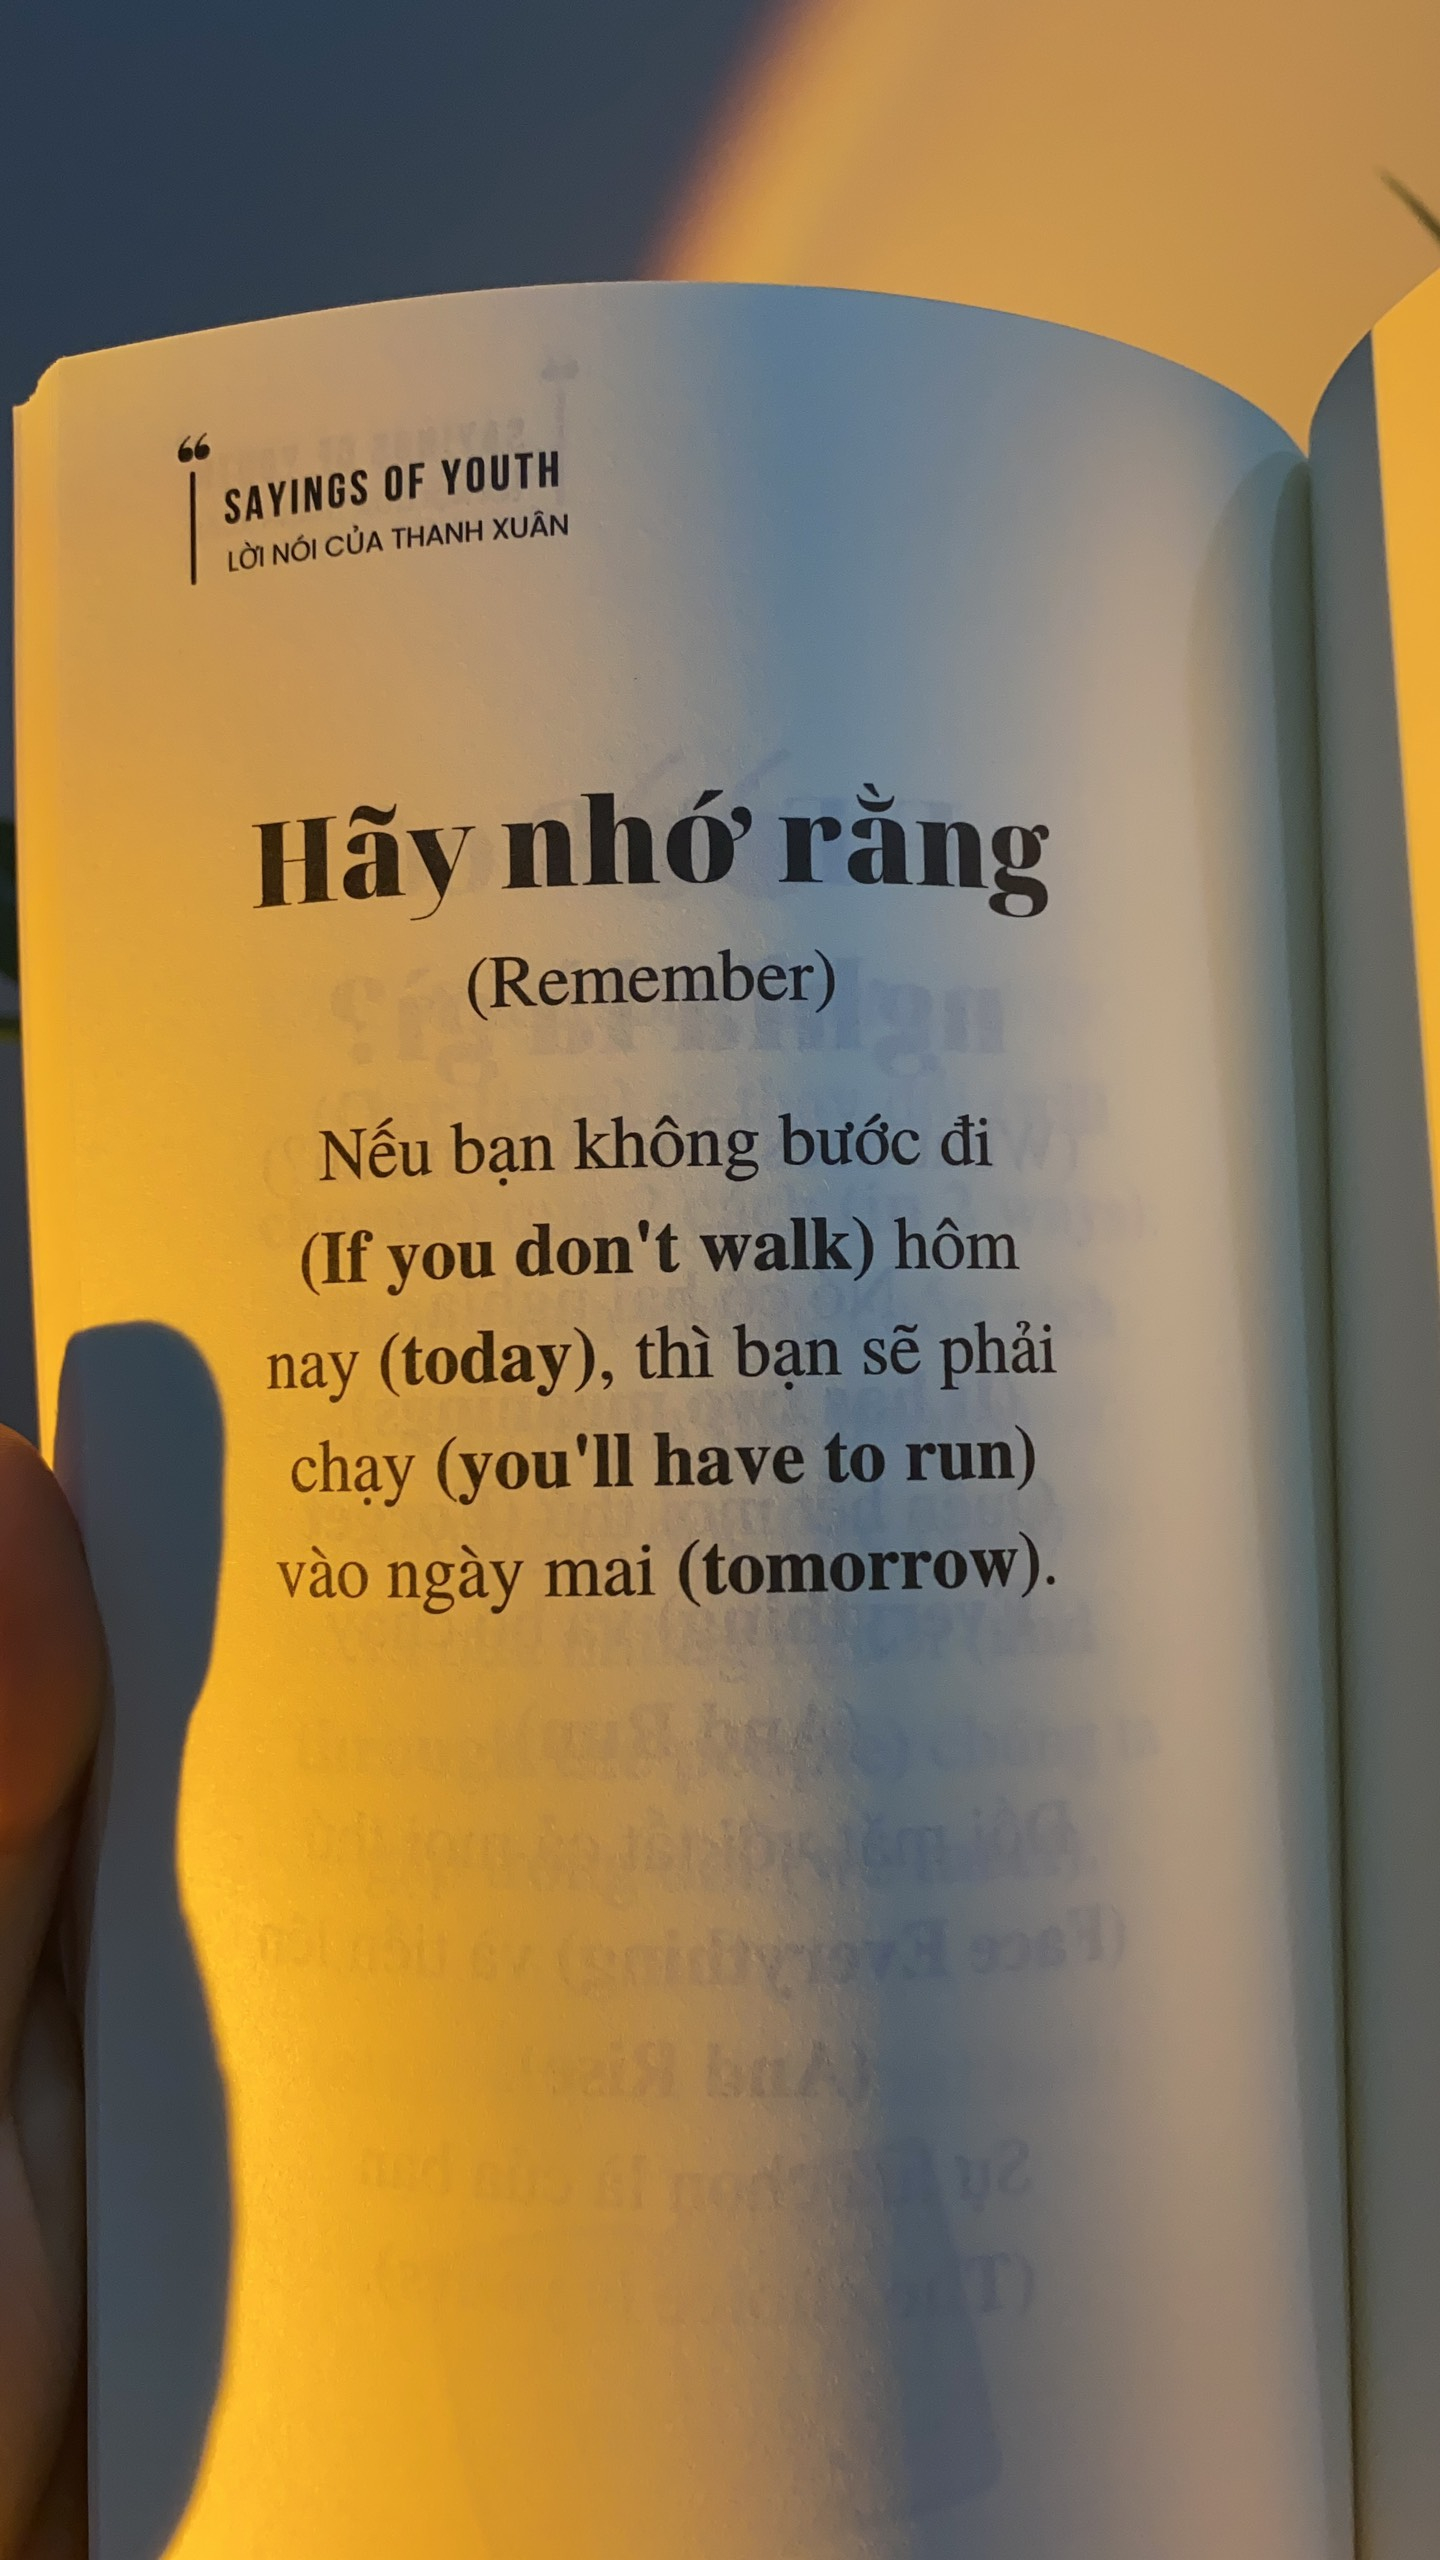 SAYINGS OF YOUTH
LỜI NÓI CỦA THANH XUÂN
Hãy nhớ rằng
(Remember)
Nếu bạn không bước đi
(If you don't walk) hôm
nay (today), thì bạn sẽ phải
chạy (you'll have to run)
vào ngày mai (tomorrow).